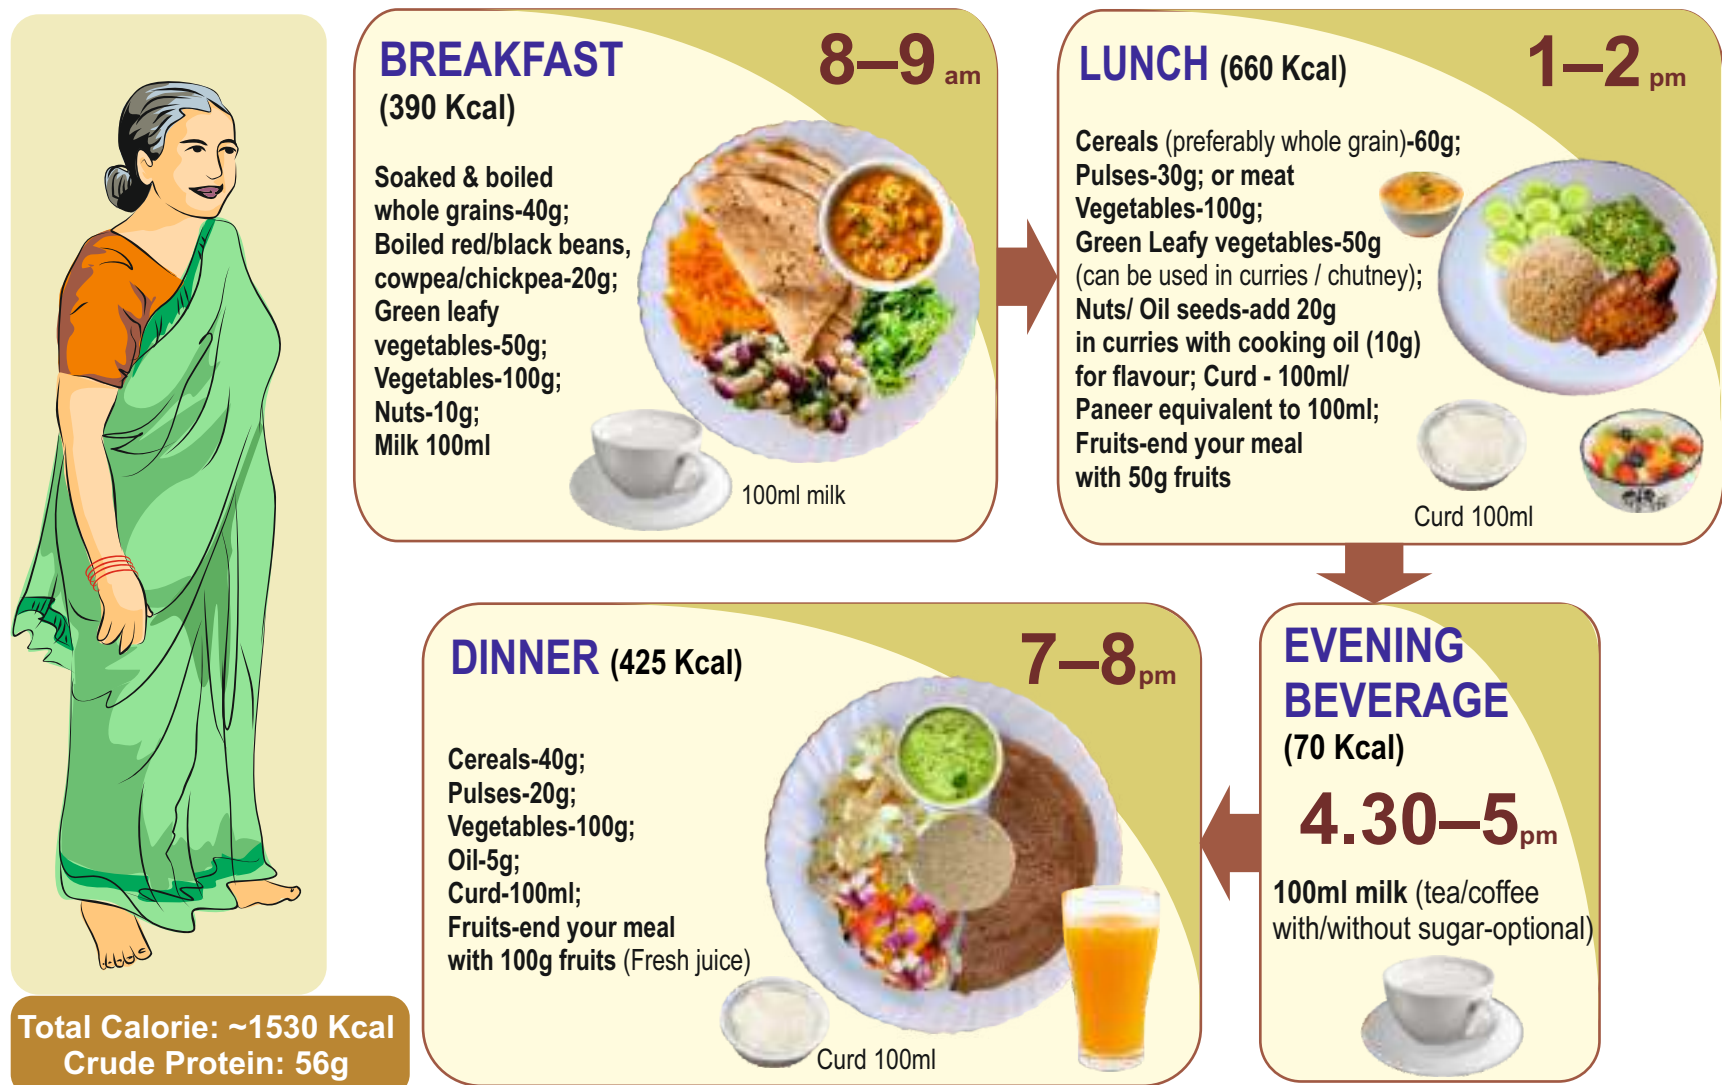 BREAKFAST
(390 Kcal)
8–9 am
Soaked & boiled
whole grains-40g;
Boiled red/black beans,
cowpea/chickpea-20g;
Green leafy
vegetables-50g;
Vegetables-100g;
Nuts-10g;
Milk 100ml
100ml milk
LUNCH (660 Kcal)
1–2 pm
Cereals (preferably whole grain)-60g;
Pulses-30g; or meat
Vegetables-100g;
Green Leafy vegetables-50g
(can be used in curries / chutney);
Nuts/ Oil seeds-add 20g
in curries with cooking oil (10g)
for flavour; Curd - 100ml/
Paneer equivalent to 100ml;
Fruits-end your meal
with 50g fruits
Curd 100ml
EVENING
BEVERAGE
(70 Kcal)
4.30–5pm
100ml milk (tea/coffee
with/without sugar-optional)
DINNER (425 Kcal)
7–8pm
Cereals-40g;
Pulses-20g;
Vegetables-100g;
Oil-5g;
Curd-100ml;
Fruits-end your meal
with 100g fruits (Fresh juice)
Curd 100ml
Total Calorie: ~1530 Kcal
Crude Protein: 56g